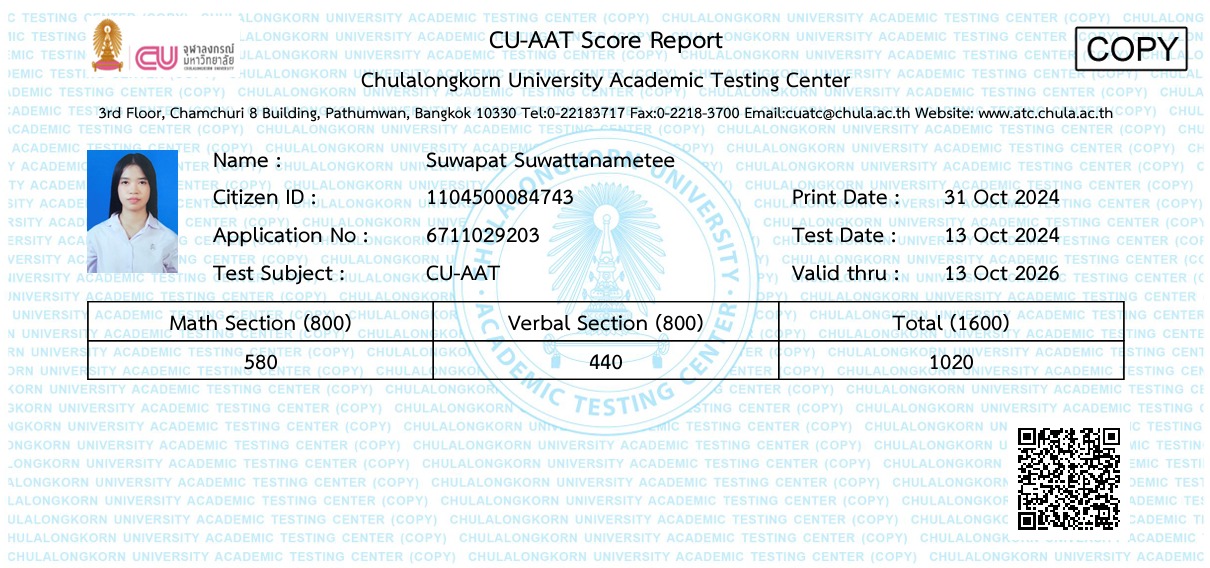 CU-AAT Score Report
COPY
CU จุฬาลงกรณ์มหาวิทยาลัย
CHULALONGKORN UNIVERSITY
Chulalongkorn University Academic Testing Center
3rd Floor, Chamchuri 8 Building, Pathumwan, Bangkok 10330 Tel:0-22183717 Fax:0-2218-3700 Email:cuatc@chula.ac.th Website: www.atc.chula.ac.th
Name : Suwapat Suwattanametee
Citizen ID : 1104500084743 Print Date : 31 Oct 2024
Application No : 6711029203 Test Date : 13 Oct 2024
Test Subject : CU-AAT Valid thru : 13 Oct 2026
Math Section (800) Verbal Section (800) Total (1600)
580 440 1020
CHULALONGKORN UNIVERSITY
ACADEMIC TESTING CENTER
CHULALONGKORN UNIVERSITY ACADEMIC TESTING CENTER (COPY)